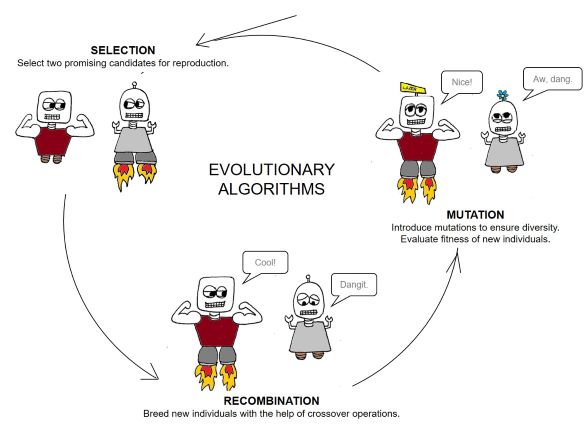 SELECTION
Select two promising candidates for reproduction.
LASER
Nice!
Aw, dang.
EVOLUTIONARY
ALGORITHMS
MUTATION
Introduce mutations to ensure diversity.
Evaluate fitness of new individuals.
Cool!
Dangit.
RECOMBINATION
Breed new individuals with the help of crossover operations.